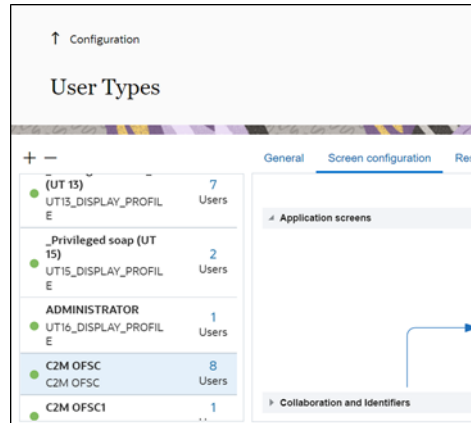 ↑ Configuration
User Types
+ −
General Screen configuration Re
(UT 13)
UT13_DISPLAY_PROFIL
E
7
Users
_Privileged soap (UT
15)
UT15_DISPLAY_PROFIL
E
2
Users
ADMINISTRATOR
UT16_DISPLAY_PROFIL
E
1
Users
C2M OFSC
C2M OFSC
8
Users
C2M OFSC1
1
Application screens
Collaboration and Identifiers